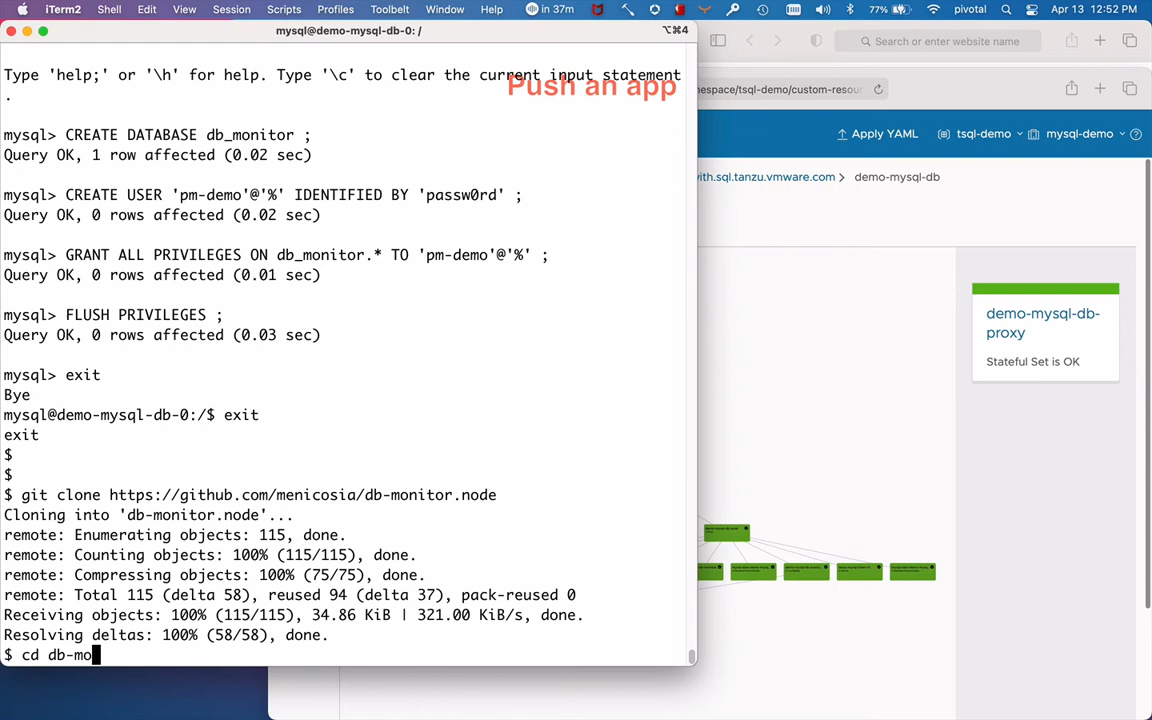 iTerm2 Shell Edit View Session Scripts Profiles Toolbelt Window Help in 37m 77% pivotal Apr 13 12:52 PM
mysql@demo-mysql-db-0: /
⌥⌘4
Type 'help;' or '\h' for help. Type '\c' to clear the current input statement
.
Push an app
mysql> CREATE DATABASE db_monitor ;
Query OK, 1 row affected (0.02 sec)
mysql> CREATE USER 'pm-demo'@'%' IDENTIFIED BY 'passw0rd' ;
Query OK, 0 rows affected (0.02 sec)
mysql> GRANT ALL PRIVILEGES ON db_monitor.* TO 'pm-demo'@'%' ;
Query OK, 0 rows affected (0.01 sec)
mysql> FLUSH PRIVILEGES ;
Query OK, 0 rows affected (0.03 sec)
mysql> exit
Bye
mysql@demo-mysql-db-0:/$ exit
exit
$
$
$ git clone https://github.com/menicosia/db-monitor.node
Cloning into 'db-monitor.node'...
remote: Enumerating objects: 115, done.
remote: Counting objects: 100% (115/115), done.
remote: Compressing objects: 100% (75/75), done.
remote: Total 115 (delta 58), reused 94 (delta 37), pack-reused 0
Receiving objects: 100% (115/115), 34.86 KiB | 321.00 KiB/s, done.
Resolving deltas: 100% (58/58), done.
$ cd db-mo
Search or enter website name
espace/tsql-demo/custom-resou
Apply YAML tsql-demo mysql-demo
with.sql.tanzu.vmware.com > demo-mysql-db
demo-mysql-db-
proxy
Stateful Set is OK